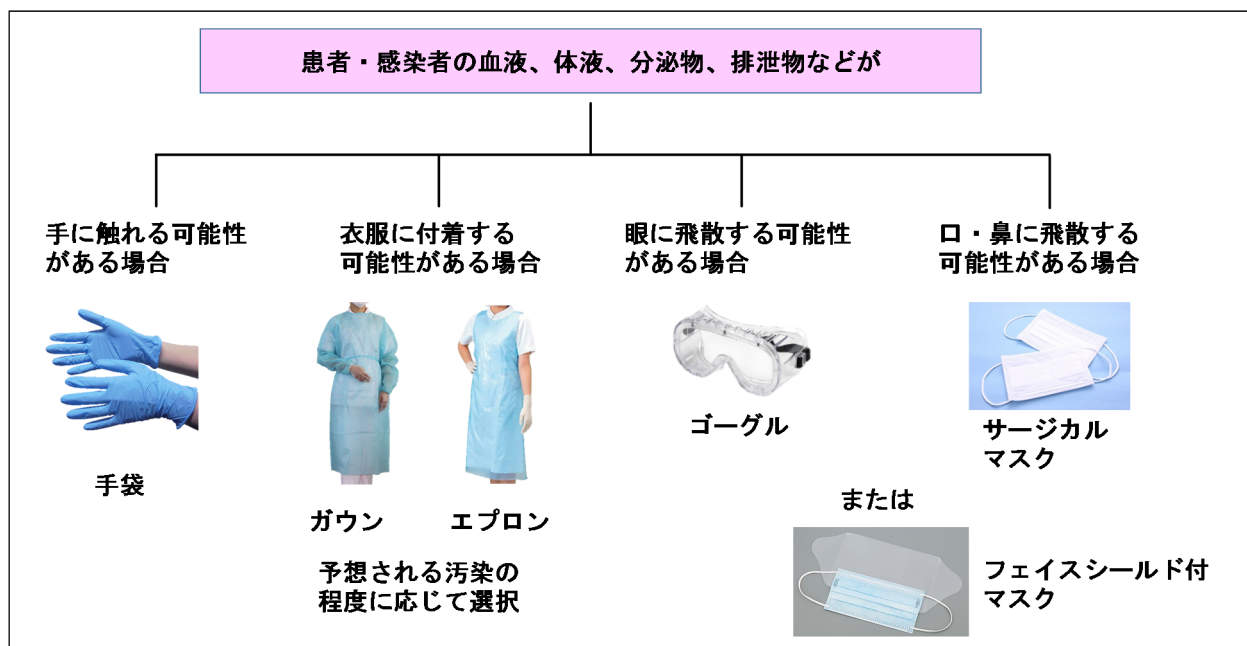 患者・感染者の血液、体液、分泌物、排泄物などが
手に触れる可能性
がある場合
手袋
衣服に付着する
可能性がある場合
ガウン
エプロン
予想される汚染の
程度に応じて選択
眼に飛散する可能性
がある場合
ゴーグル
口・鼻に飛散する
可能性がある場合
サージカル
マスク
または
フェイスシールド付
マスク